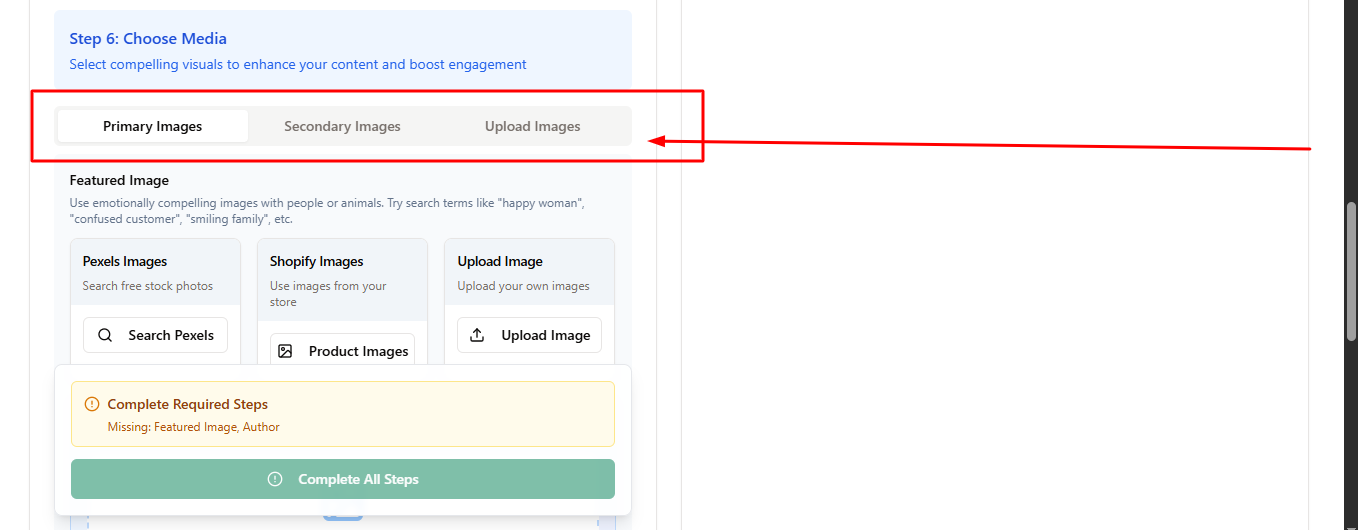 Step 6: Choose Media
Select compelling visuals to enhance your content and boost engagement
Primary Images
Secondary Images
Upload Images
Featured Image
Use emotionally compelling images with people or animals. Try search terms like "happy woman",
"confused customer", "smiling family", etc.
Pexels Images
Search free stock photos
Search Pexels
Shopify Images
Use images from your
store
Product Images
Upload Image
Upload your own images
Upload Image
Complete Required Steps
Missing: Featured Image, Author
Complete All Steps